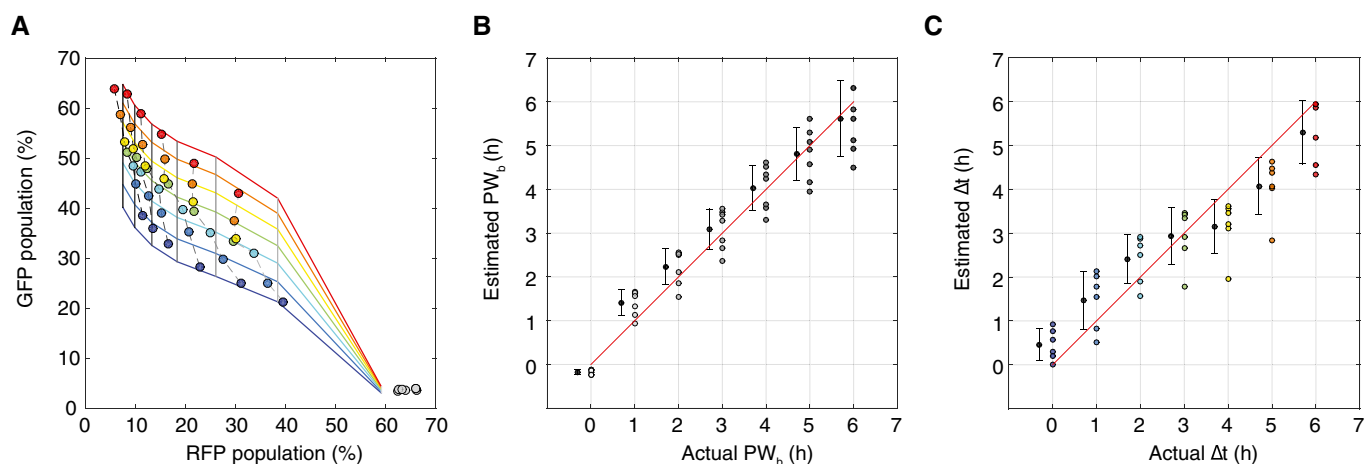 A
GFP population (%)
70
60
50
40
30
20
10
0
0 10 20 30 40 50 60 70
RFP population (%)
B
Estimated PW_b (h)
7
6
5
4
3
2
1
0
0 1 2 3 4 5 6 7
Actual PW_b (h)
C
Estimated Δt (h)
7
6
5
4
3
2
1
0
0 1 2 3 4 5 6 7
Actual Δt (h)